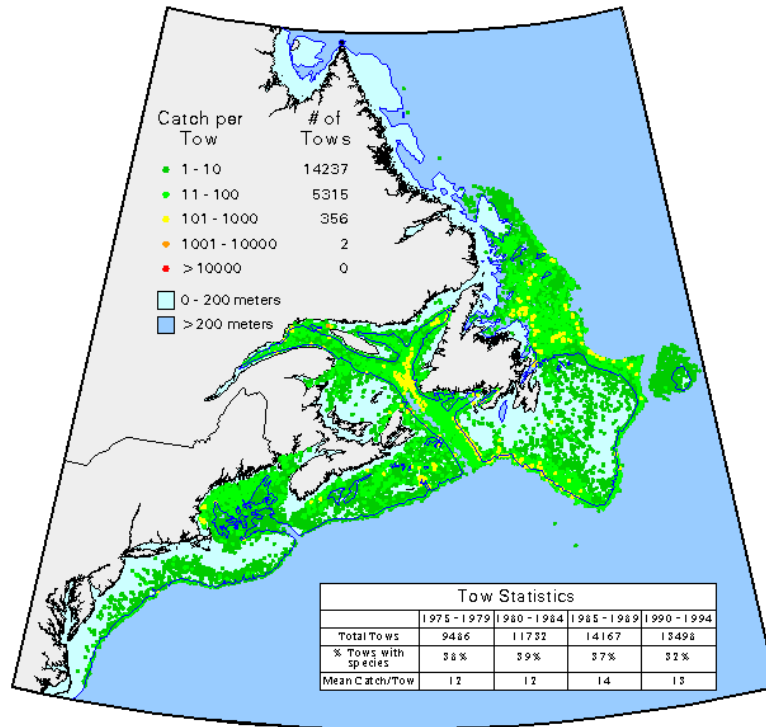 Catch per # of
Tow Tows
1 - 10 14237
11 - 100 5315
101 - 1000 356
1001 - 10000 2
> 10000 0
0 - 200 meters
> 200 meters
Tow Statistics
1975 - 1979 1980 - 1984 1985 - 1989 1990 - 1994
Total Tows 9486 11732 14167 13498
% Tows with species 38% 39% 37% 32%
Mean Catch/Tow 12 12 14 13